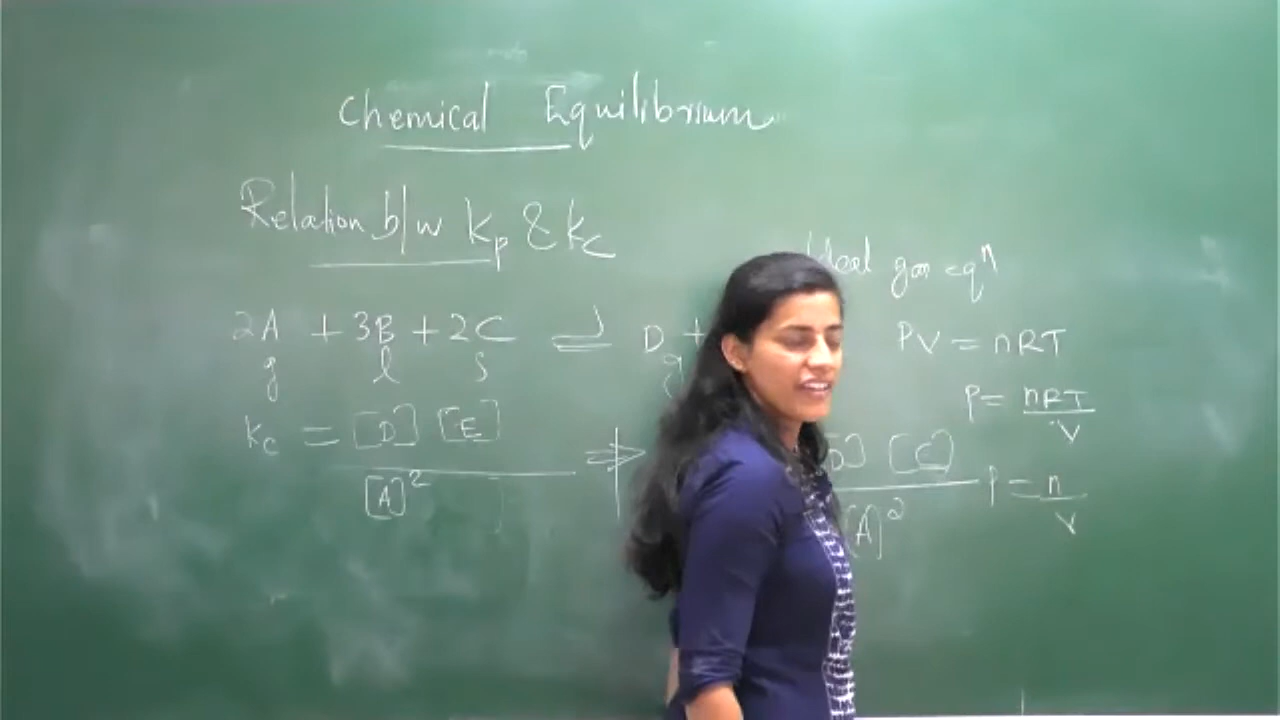 Chemical Equilibrium
Relation b/w Kp & Kc
2A + 3B + 2C ⇌ D +
g l s g
Kc = [D] [E]
[A]²
[C]
[A]²
Ideal gas eqⁿ
PV = nRT
P = nRT
V
P = n
V